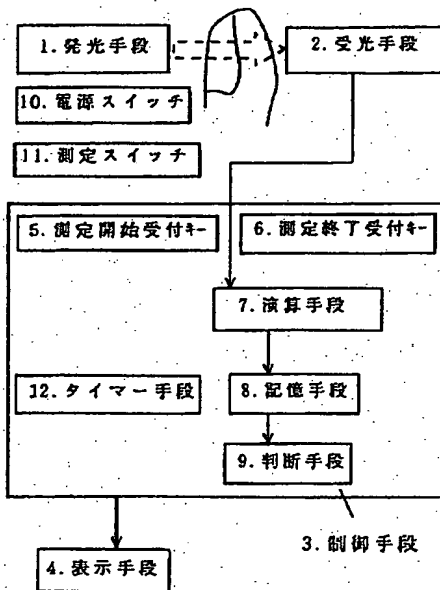 1. 発光手段
2. 受光手段
10. 電源スイッチ
11. 測定スイッチ
5. 測定開始受付キー
6. 測定終了受付キー
7. 演算手段
12. タイマー手段
8. 記憶手段
9. 判断手段
3. 制御手段
4. 表示手段